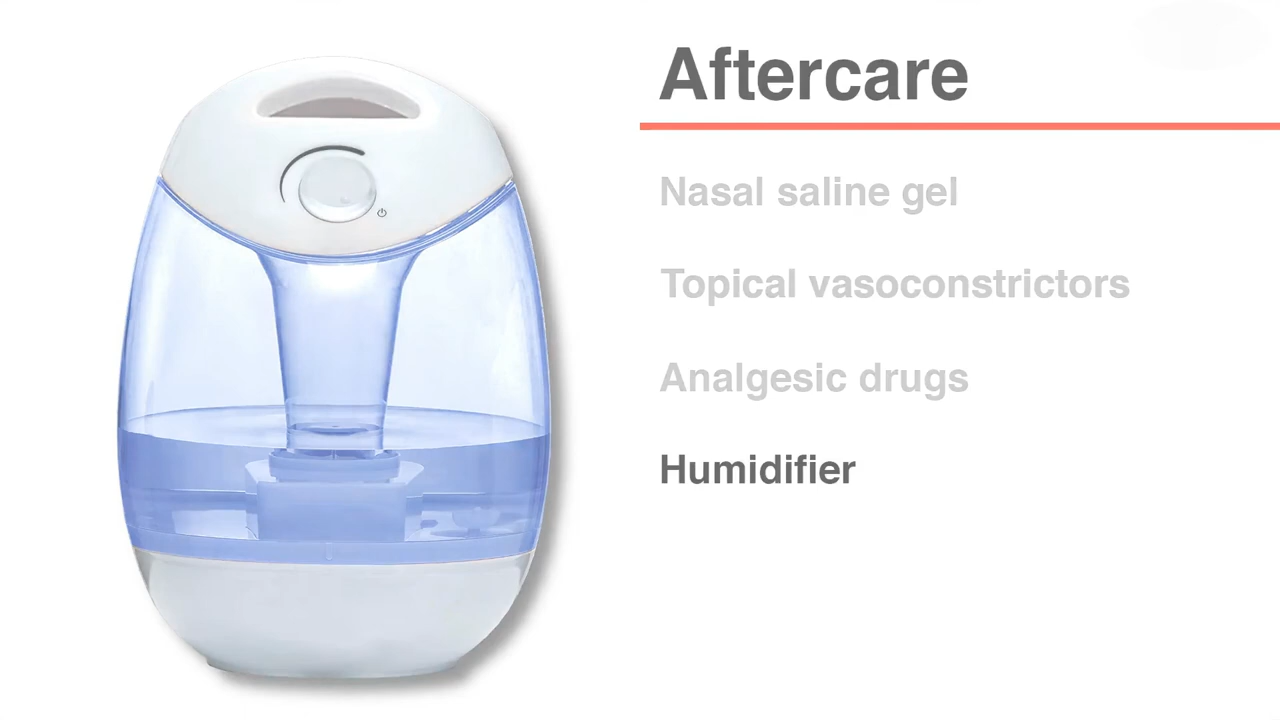 Aftercare
Nasal saline gel
Topical vasoconstrictors
Analgesic drugs
Humidifier